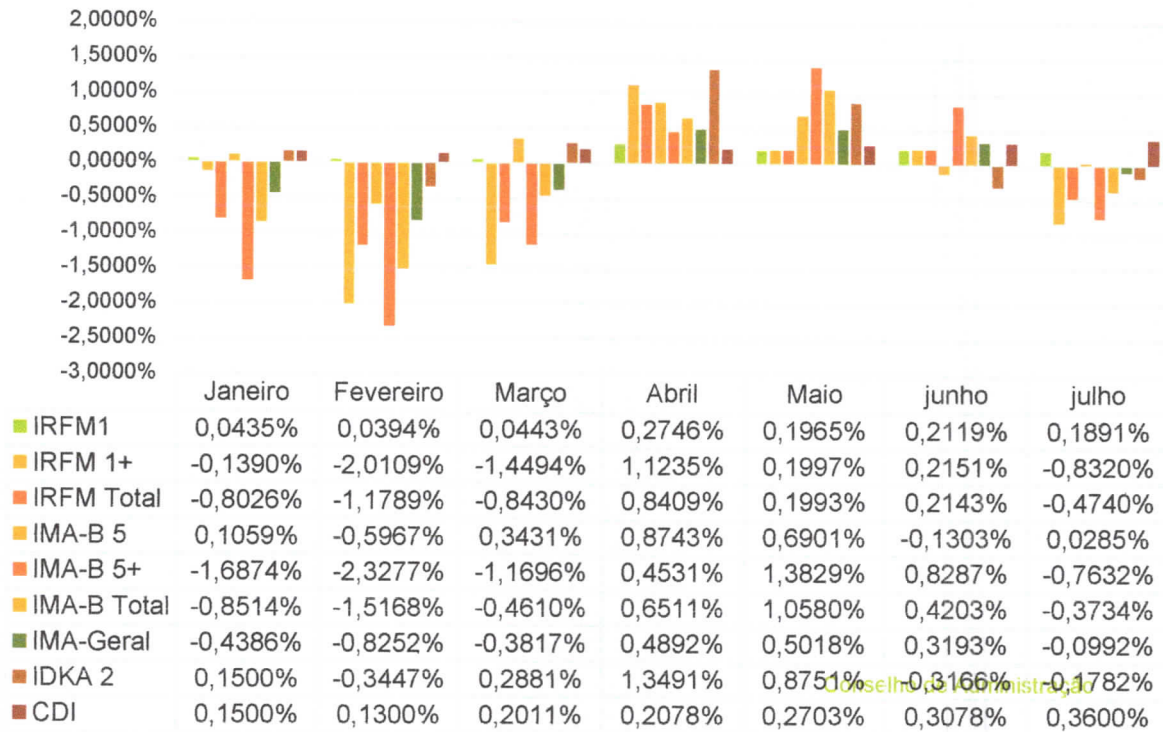 2,0000%
1,5000%
1,0000%
0,5000%
0,0000%
-0,5000%
-1,0000%
-1,5000%
-2,0000%
-2,5000%
-3,0000%
Janeiro Fevereiro Março Abril Maio junho julho
IRFM1 0,0435% 0,0394% 0,0443% 0,2746% 0,1965% 0,2119% 0,1891%
IRFM 1+ -0,1390% -2,0109% -1,4494% 1,1235% 0,1997% 0,2151% -0,8320%
IRFM Total -0,8026% -1,1789% -0,8430% 0,8409% 0,1993% 0,2143% -0,4740%
IMA-B 5 0,1059% -0,5967% 0,3431% 0,8743% 0,6901% -0,1303% 0,0285%
IMA-B 5+ -1,6874% -2,3277% -1,1696% 0,4531% 1,3829% 0,8287% -0,7632%
IMA-B Total -0,8514% -1,5168% -0,4610% 0,6511% 1,0580% 0,4203% -0,3734%
IMA-Geral -0,4386% -0,8252% -0,3817% 0,4892% 0,5018% 0,3193% -0,0992%
IDKA 2 0,1500% -0,3447% 0,2881% 1,3491% 0,8751% -0,3166% -0,1782%
Conselho de Administração
CDI 0,1500% 0,1300% 0,2011% 0,2078% 0,2703% 0,3078% 0,3600%